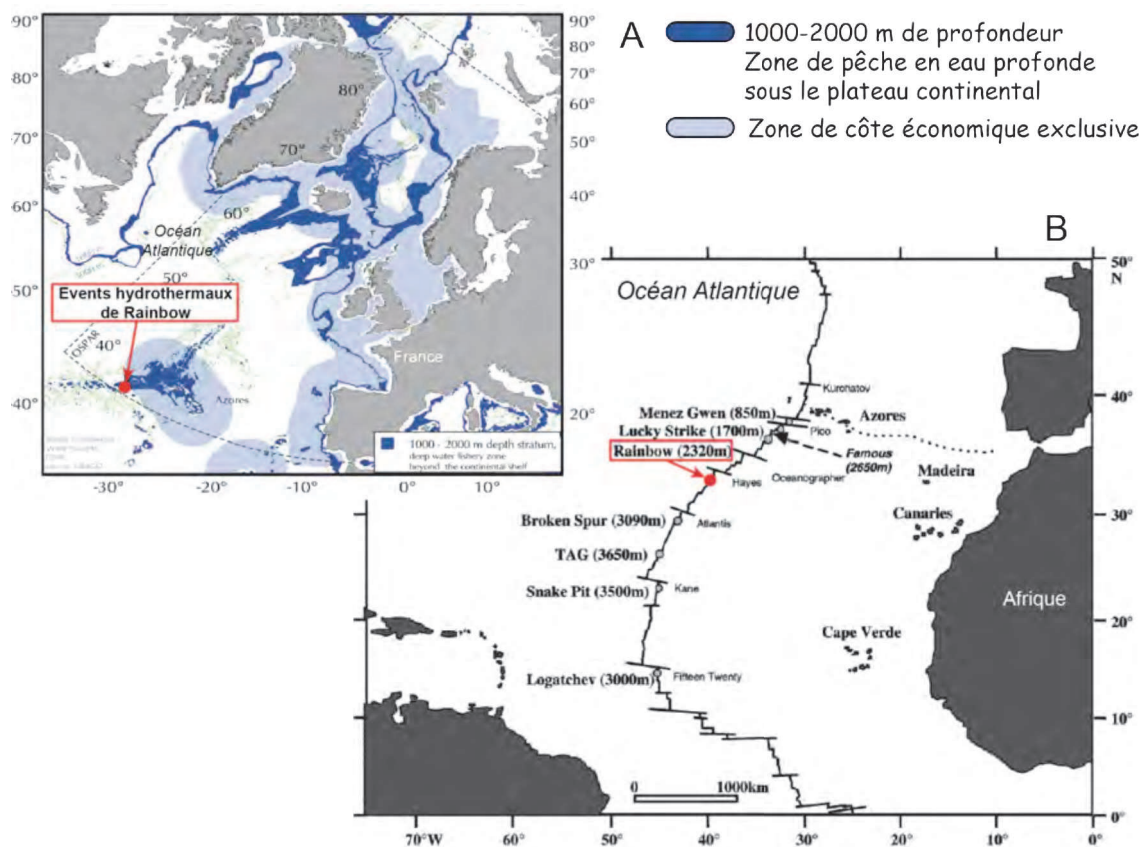 90°
80°
70°
60°
50°
40°
-30°
-20°
-10°
0°
10°
90°
80°
70°
60°
50°
40°
30°
20°
80°
70°
60°
50°
40°
Océan
Atlantique
Events hydrothermaux
de Rainbow
OSPAR
Azores
France
1000 - 2000 m depth stratum,
deep water fishery zone
beyond the continental shelf
A
1000-2000 m de profondeur
Zone de pêche en eau profonde
sous le plateau continental
Zone de côte économique exclusive
B
Océan Atlantique
50°
N
40°
30°
20°
10°
0°
Kurchatov
Menez Gwen (850m)
Azores
Lucky Strike (1700m)
Pico
Rainbow (2320m)
Famous
(2650m)
Oceanographer
Hayes
Madeira
Canaries
Broken Spur (3090m)
Atlantis
TAG (3650m)
Snake Pit (3500m)
Kane
Afrique
Cape Verde
Logatchev (3000m)
Fifteen Twenty
0
1000km
70°W
60°
50°
40°
30°
20°
10°
0°